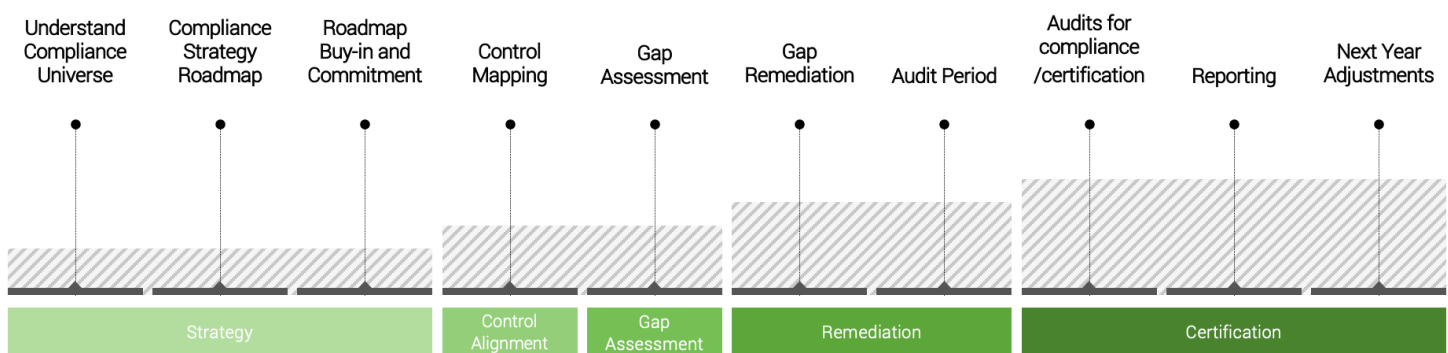 Understand
Compliance
Universe
Compliance
Strategy
Roadmap
Roadmap
Buy-in and
Commitment
Control
Mapping
Gap
Assessment
Gap
Remediation
Audit Period
Audits for
compliance
/certification
Reporting
Next Year
Adjustments
Strategy
Control
Alignment
Gap
Assessment
Remediation
Certification